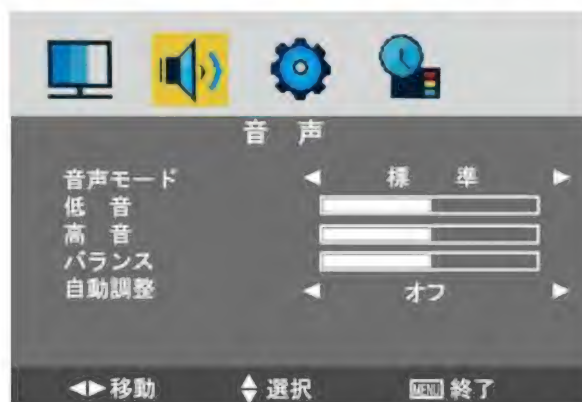 音 声
音声モード ◀ 標 準 ▶
低 音
高 音
バランス
自動調整 ◀ オフ ▶
◀▶移動 ◆選択 MENU 終了